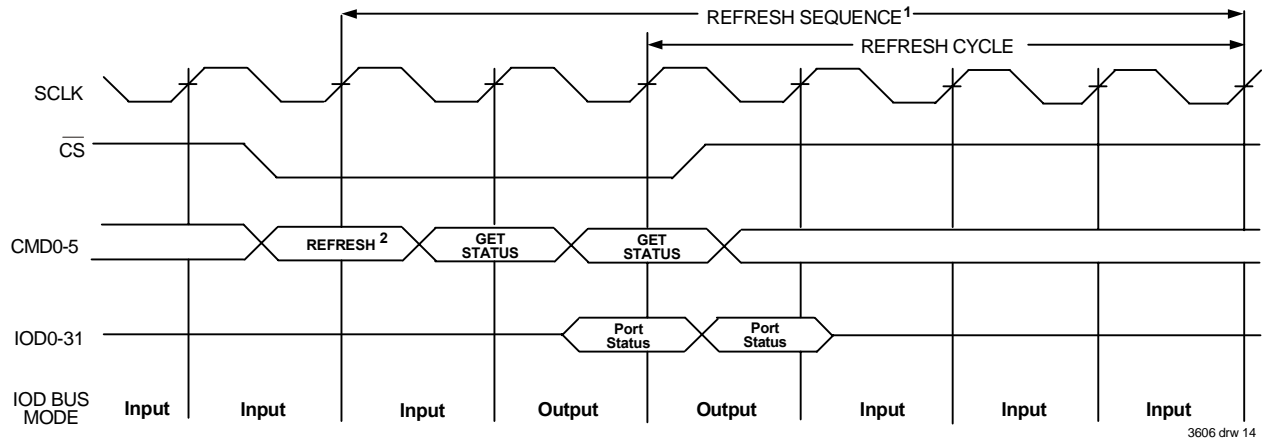 REFRESH SEQUENCE1
REFRESH CYCLE
SCLK
CS
CMD0-5
REFRESH 2
GET
STATUS
GET
STATUS
IOD0-31
Port
Status
Port
Status
IOD BUS
MODE
Input
Input
Input
Output
Output
Input
Input
Input
3606 drw 14